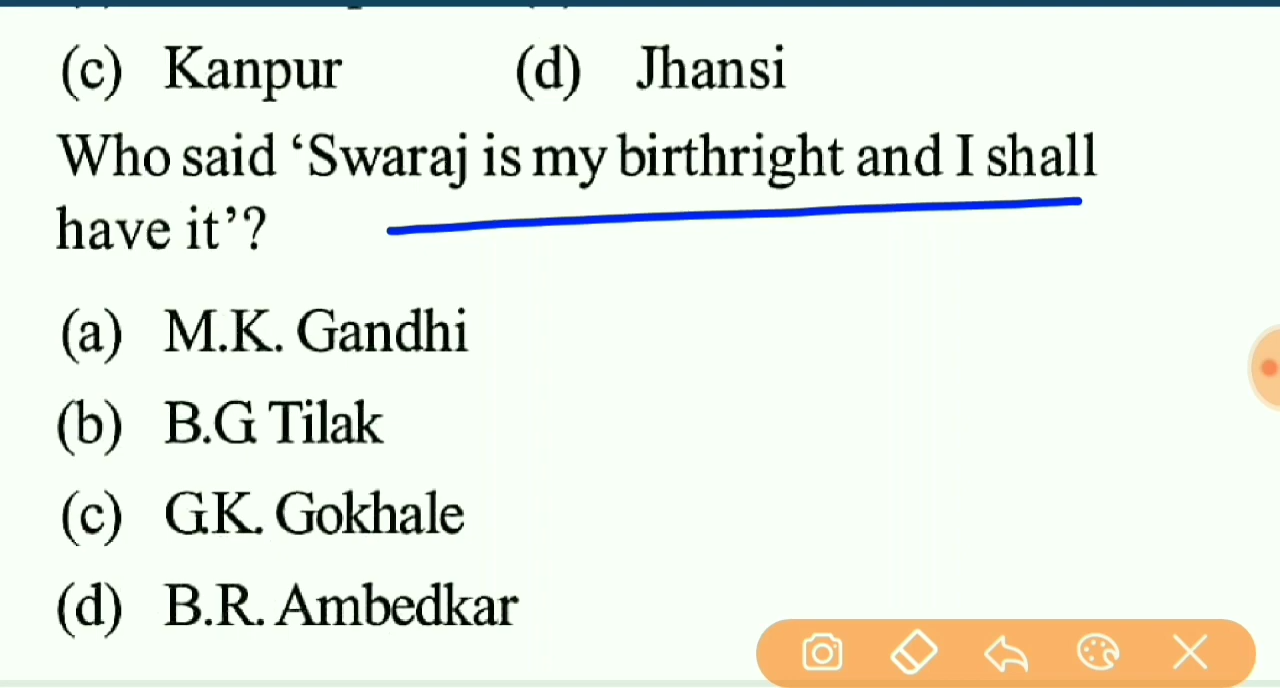 (c) Kanpur (d) Jhansi
Who said ‘Swaraj is my birthright and I shall
have it’?
(a) M.K. Gandhi
(b) B.G Tilak
(c) G.K. Gokhale
(d) B.R. Ambedkar